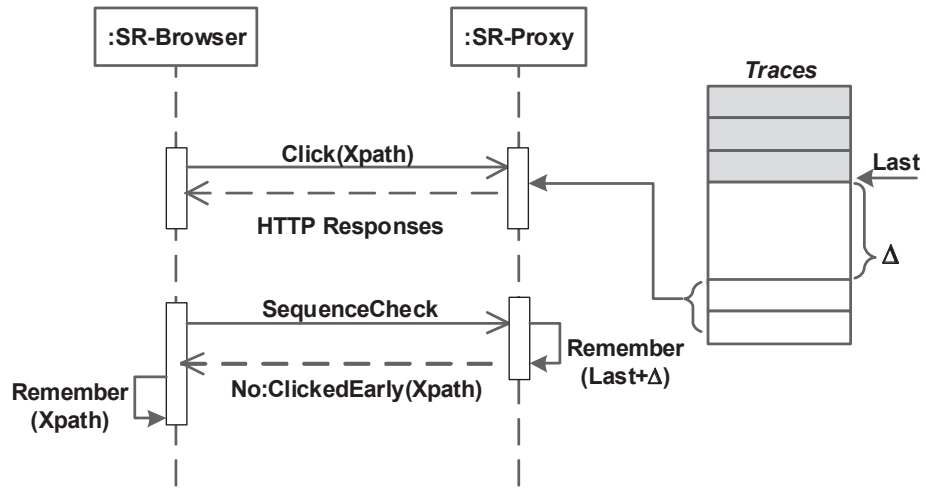 :SR-Browser
:SR-Proxy
Traces
Click(Xpath)
Last
HTTP Responses
Δ
SequenceCheck
Remember
(Last+Δ)
No:ClickedEarly(Xpath)
Remember
(Xpath)